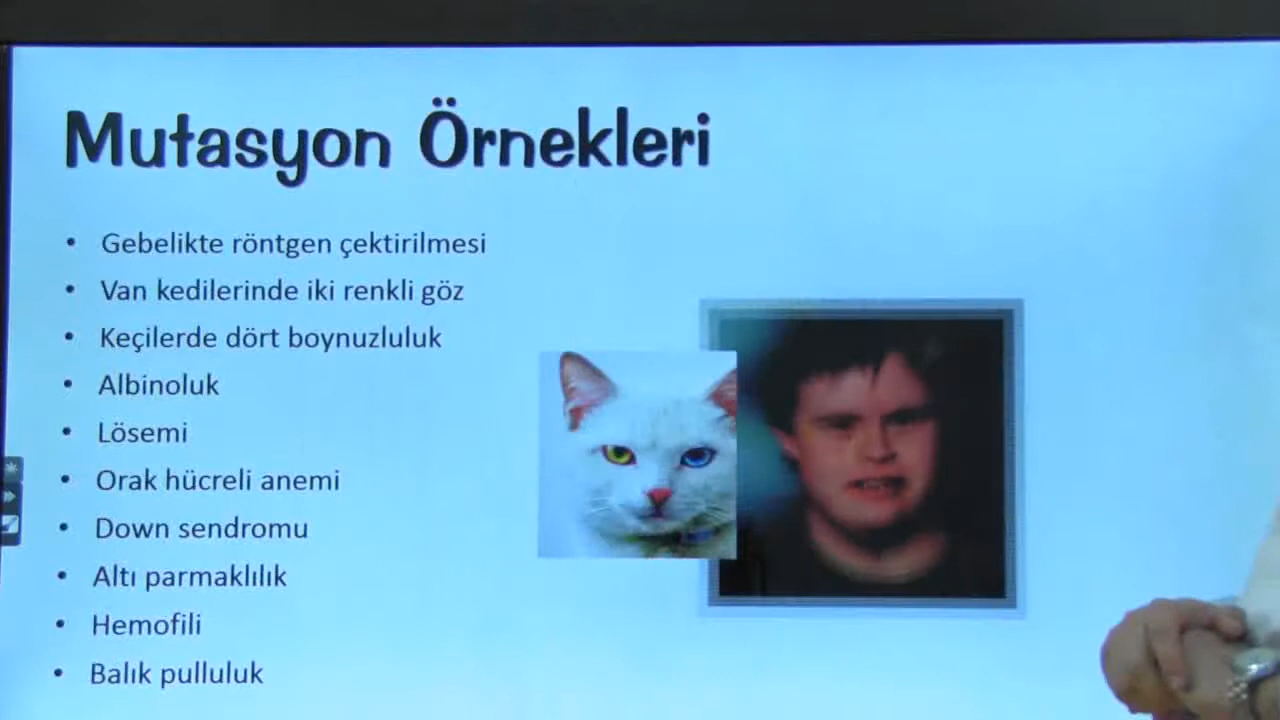 Mutasyon Örnekleri
• Gebelikte röntgen çektirilmesi
• Van kedilerinde iki renkli göz
• Keçilerde dört boynuzluluk
• Albinoluk
• Lösemi
• Orak hücreli anemi
• Down sendromu
• Altı parmaklılık
• Hemofili
• Balık pulluluk